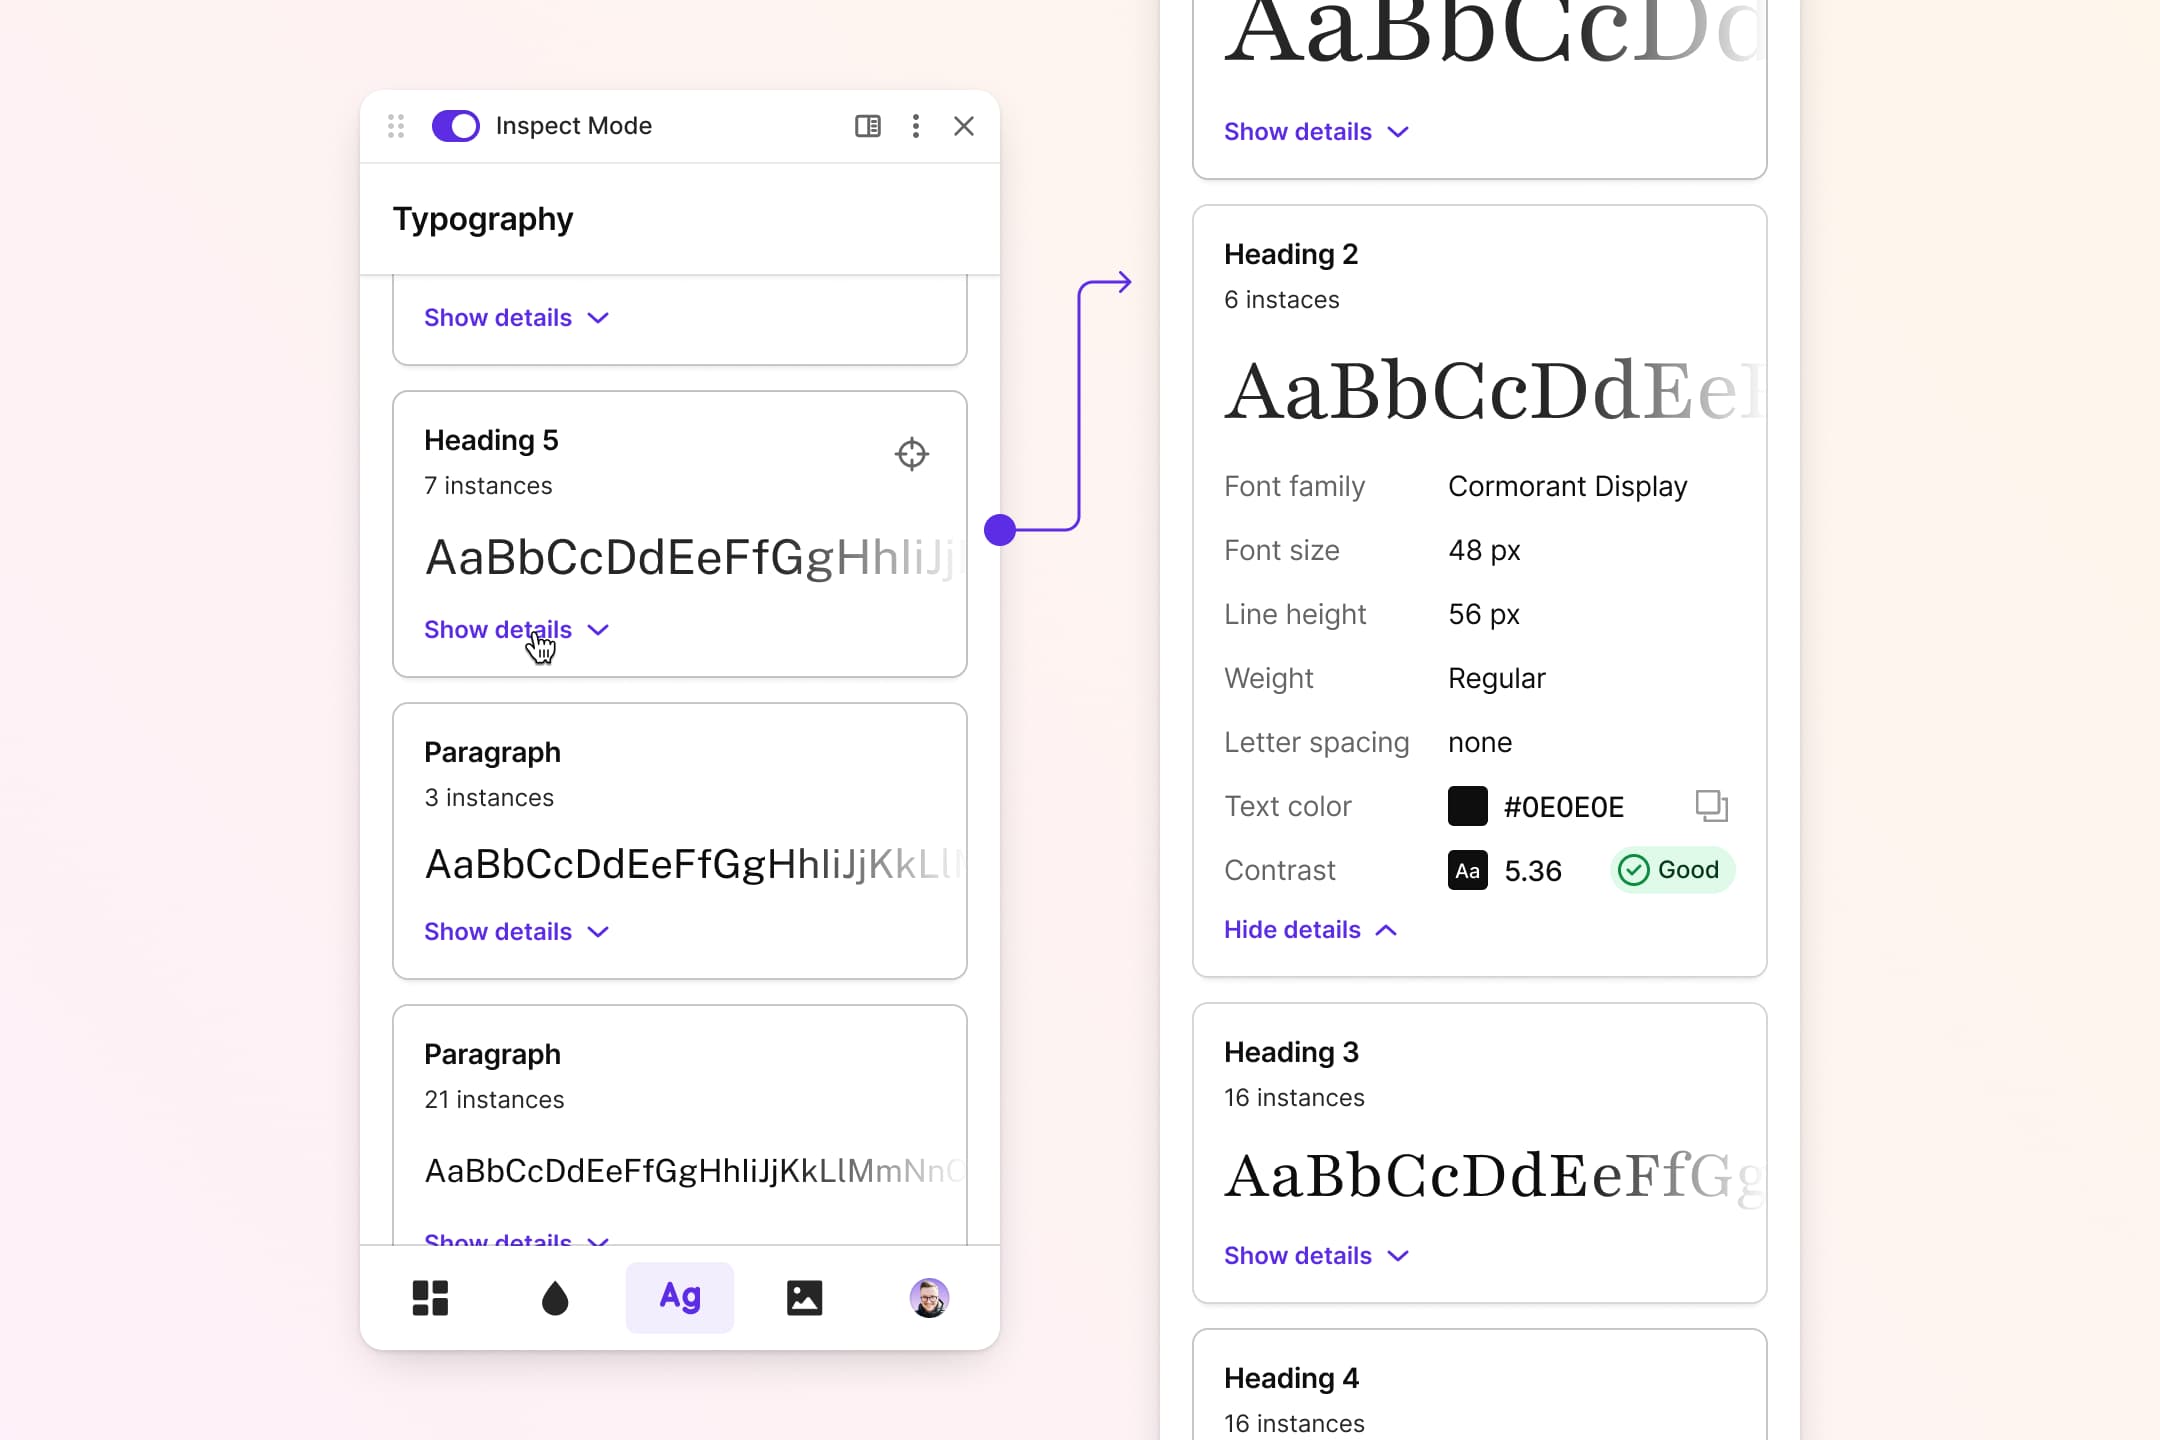 Inspect Mode
Typography
Show details
Heading 5
7 instances
AaBbCcDdEeFfGgHhIiJj
Show details
Paragraph
3 instances
AaBbCcDdEeFfGgHhIiJjKkLl
Show details
Paragraph
21 instances
AaBbCcDdEeFfGgHhIiJjKkLlMmNnO
Show details
Ag
AaBbCcDd
Show details
Heading 2
6 instaces
AaBbCcDdEeF
Font family Cormorant Display
Font size 48 px
Line height 56 px
Weight Regular
Letter spacing none
Text color #0E0E0E
Contrast Aa 5.36 Good
Hide details
Heading 3
16 instances
AaBbCcDdEeFfGg
Show details
Heading 4
16 instances